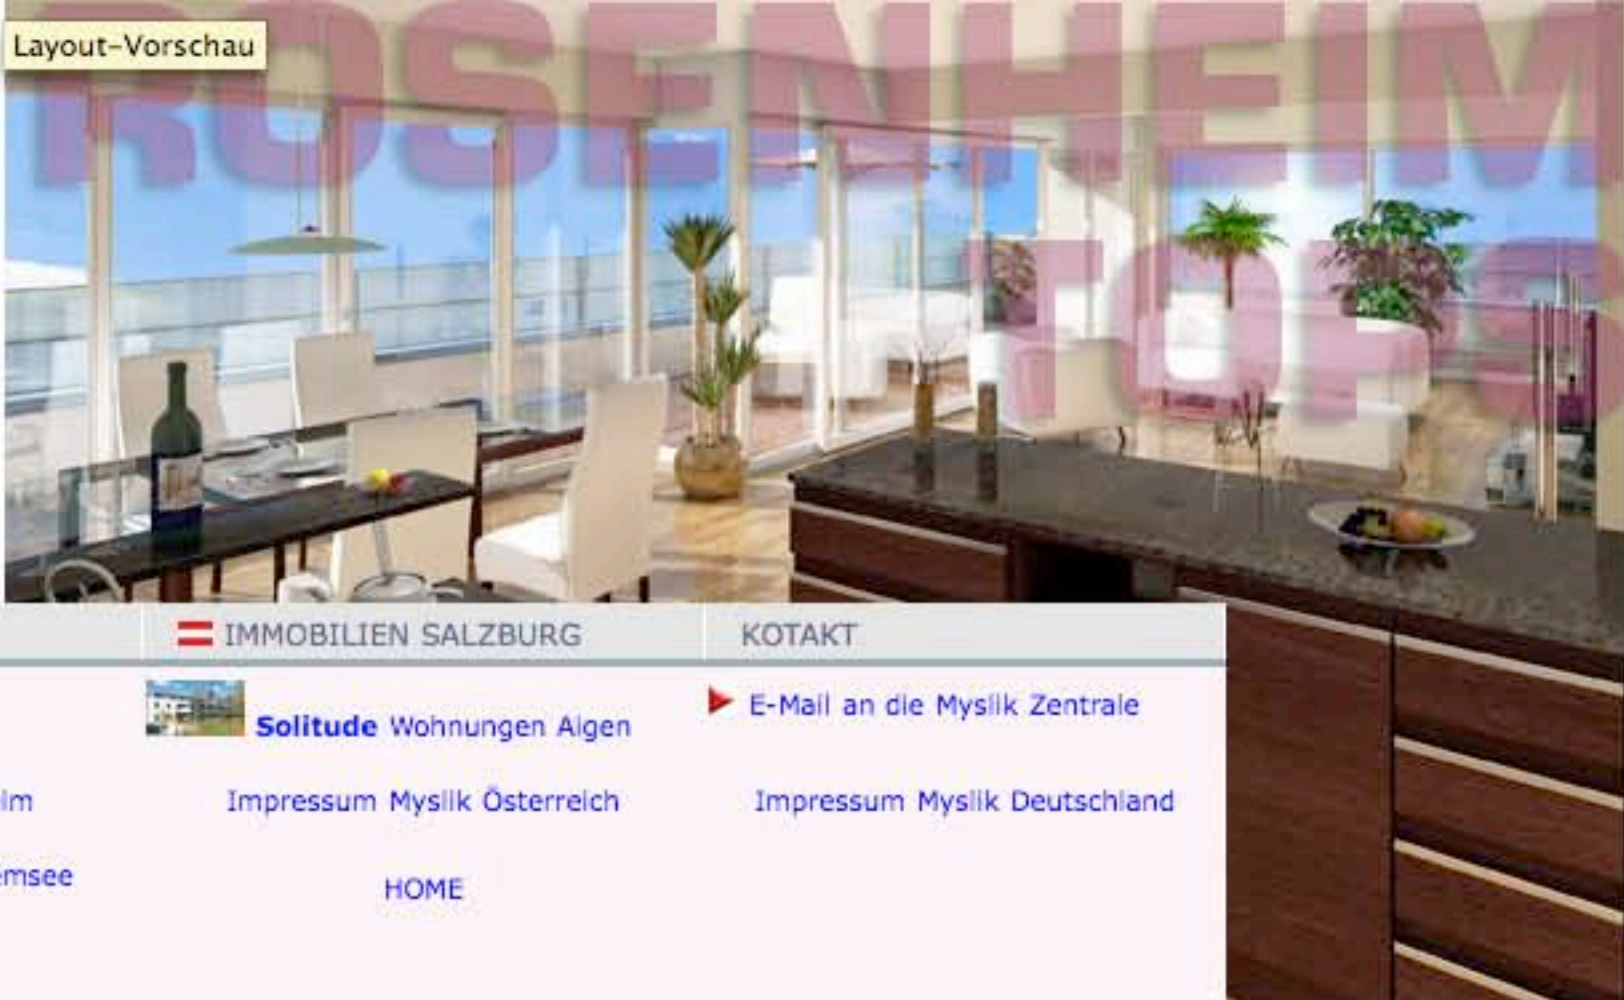 Layout-Vorschau
ROSENHEIM
TOPS
IMMOBILIEN SALZBURG
KOTAKT
Solitude Wohnungen Aigen
E-Mail an die Myslik Zentrale
Impressum Myslik Österreich
Impressum Myslik Deutschland
HOME